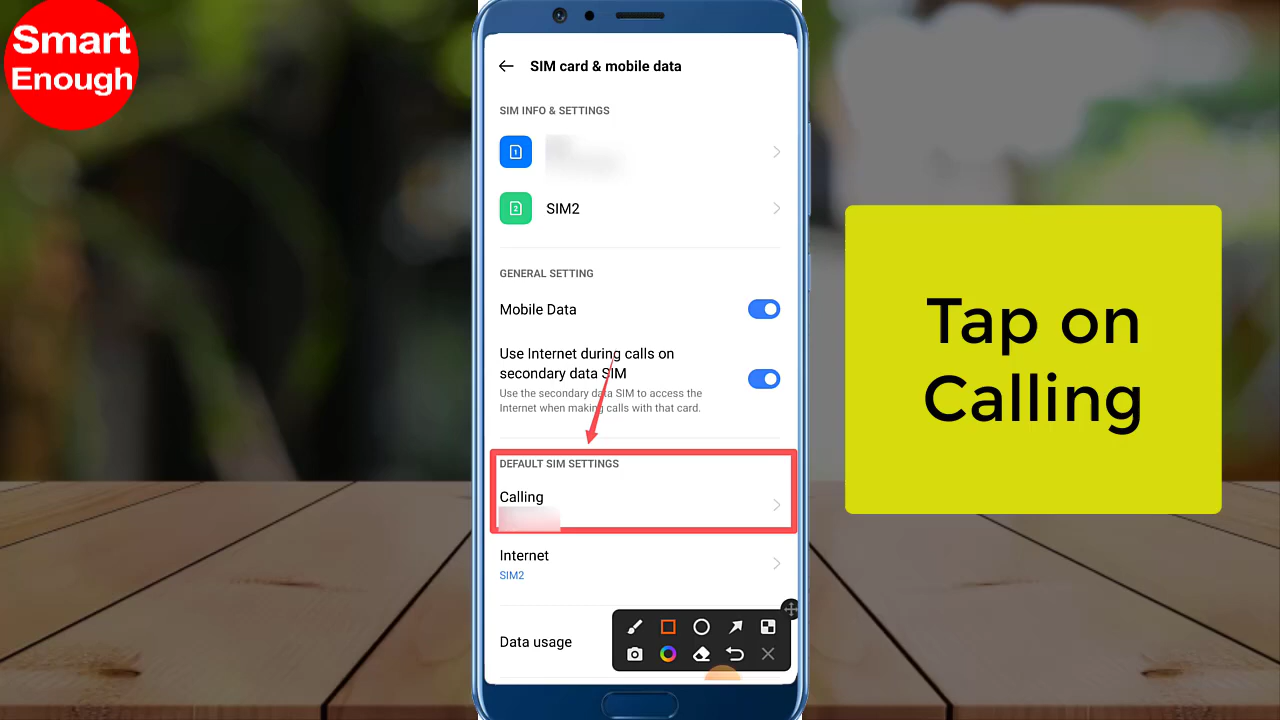 Smart
Enough
SIM card & mobile data
SIM INFO & SETTINGS
1
2
SIM2
GENERAL SETTING
Mobile Data
Use Internet during calls on
secondary data SIM
Use the secondary data SIM to access the
Internet when making calls with that card.
DEFAULT SIM SETTINGS
Calling
Internet
SIM2
Data usage
Tap on
Calling